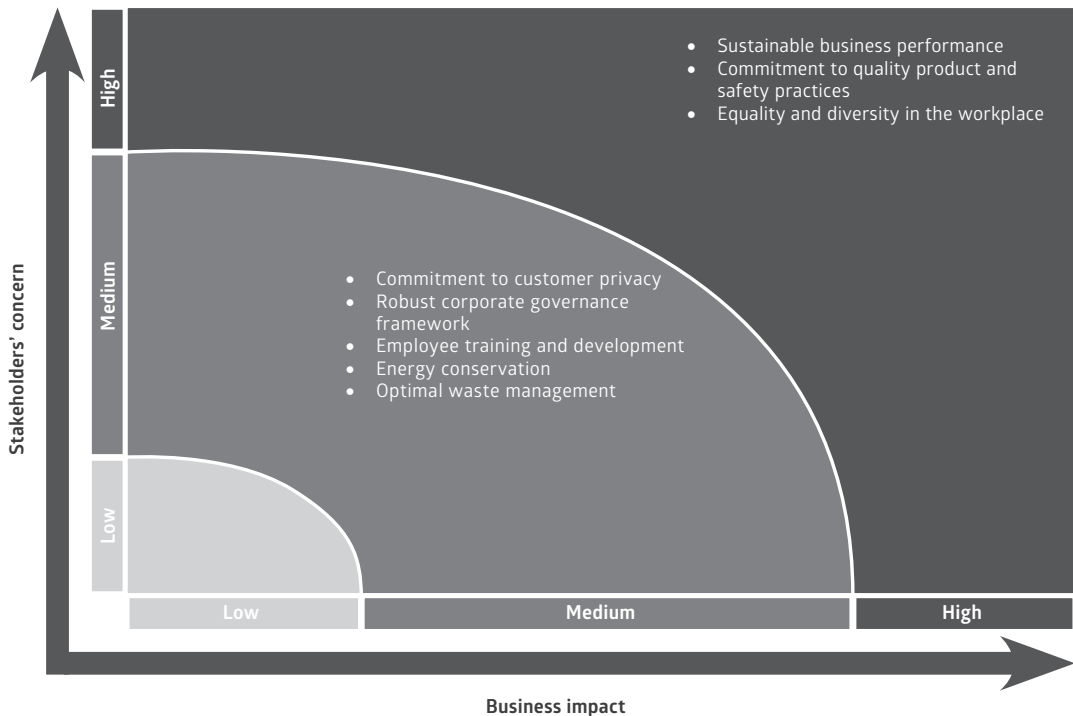 High
• Sustainable business performance
• Commitment to quality product and
safety practices
• Equality and diversity in the workplace
Stakeholders’ concern
Medium
• Commitment to customer privacy
• Robust corporate governance
framework
• Employee training and development
• Energy conservation
• Optimal waste management
Low
Low
Medium
High
Business impact